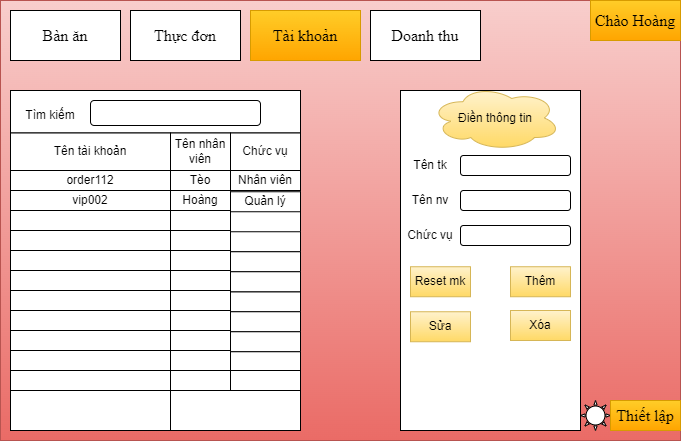 Bàn ăn
Thực đơn
Tài khoản
Doanh thu
Chào Hoàng
Tìm kiếm
Tên tài khoản
Tên nhân
viên
Chức vụ
order112
Tèo
Nhân viên
vip002
Hoàng
Quản lý
Điền thông tin
Tên tk
Tên nv
Chức vụ
Reset mk
Thêm
Sửa
Xóa
Thiết lập